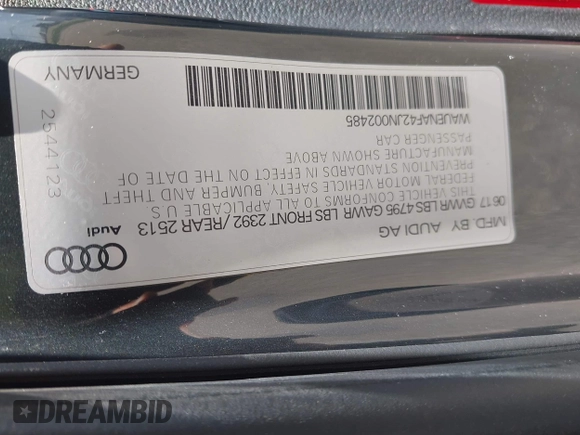 MFD. BY AUDI AG
06 17 GVWR LBS 4795 GAWR LBS FRONT 2392 / REAR 2513
THIS VEHICLE CONFORMS TO ALL APPLICABLE U S
FEDERAL MOTOR VEHICLE SAFETY, BUMPER AND THEFT
PREVENTION STANDARDS IN EFFECT ON THE DATE OF
MANUFACTURE SHOWN ABOVE
PASSENGER CAR
WAUENAF42JN002485
Audi
2544123
GERMANY
DREAMBID